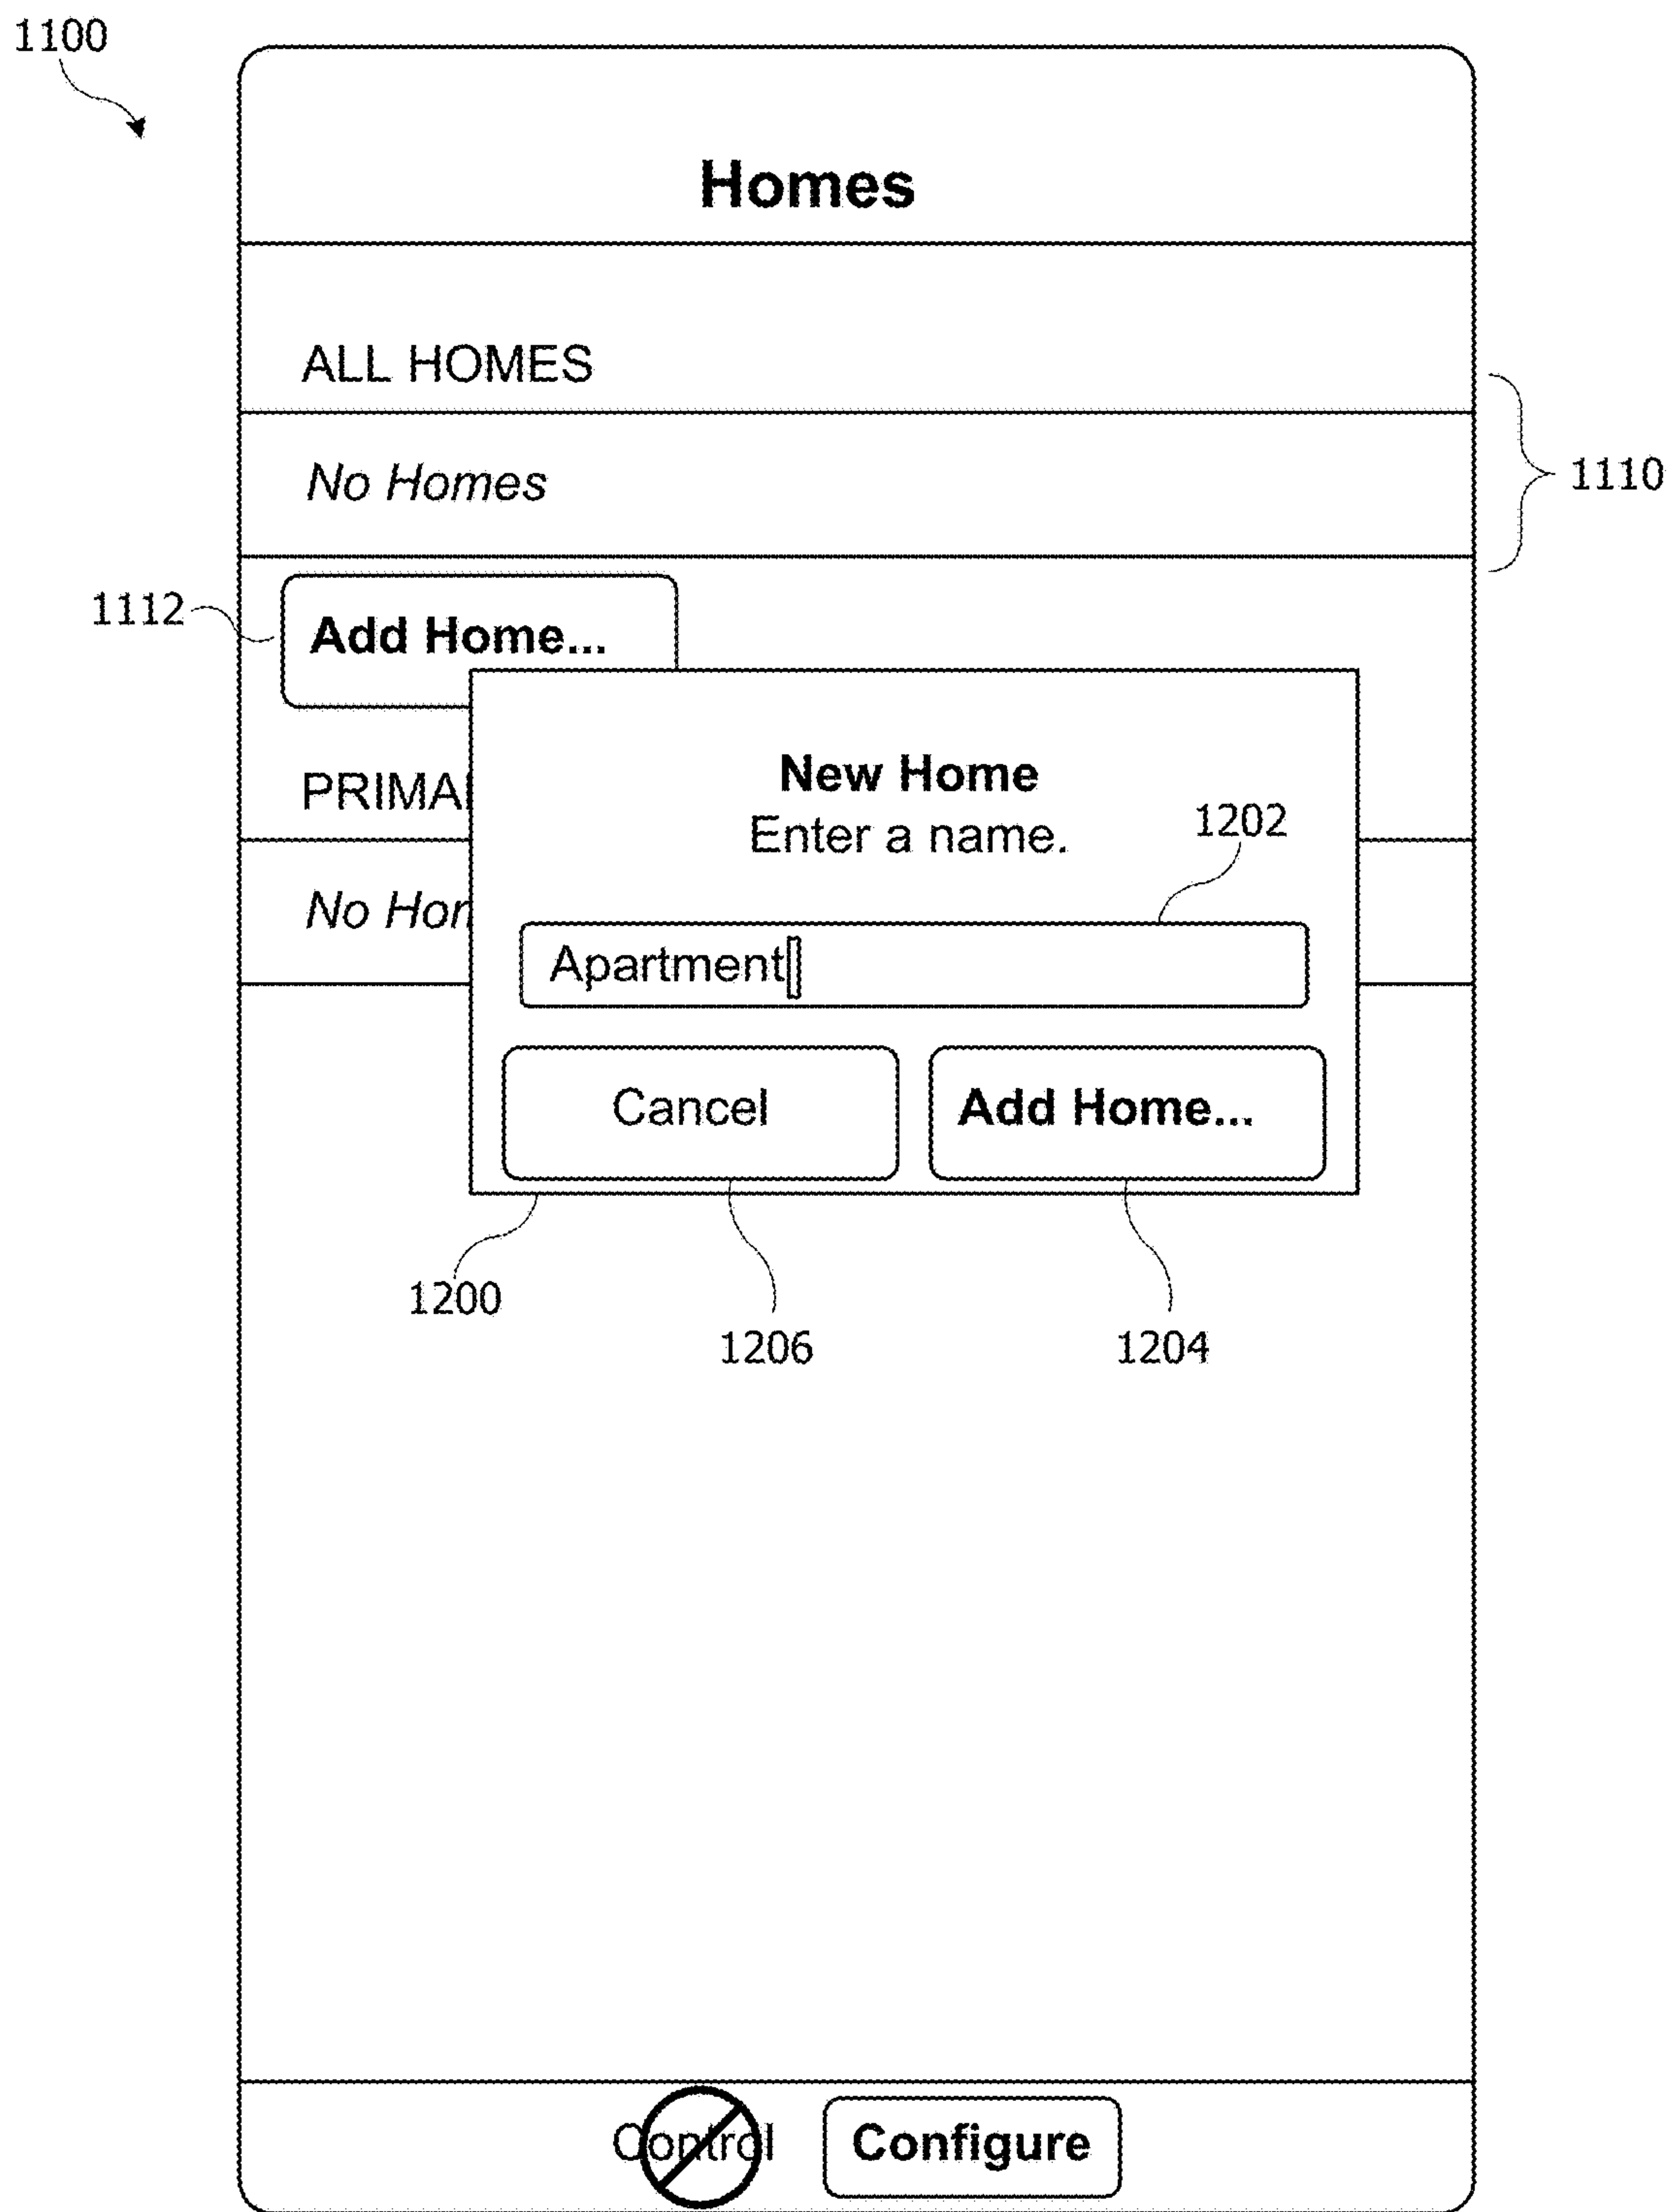 1100
Homes
ALL HOMES
No Homes
1110
1112
Add Home...
New Home
PRIMA
1202
Enter a name.
No Hom
Apartment
Cancel
Add Home...
1200
1206
1204
Control
Configure